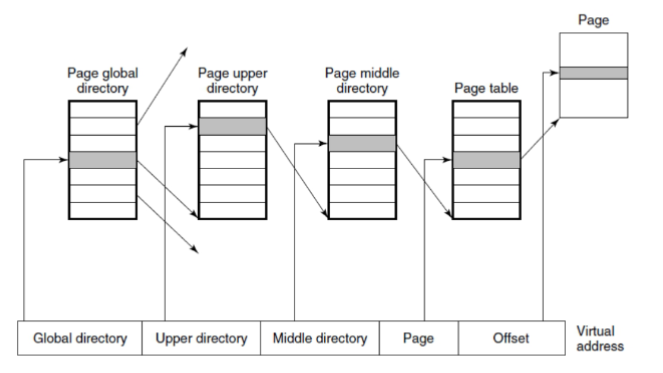 Page
Page global
directory
Page upper
directory
Page middle
directory
Page table
Global directory
Upper directory
Middle directory
Page
Offset
Virtual
address